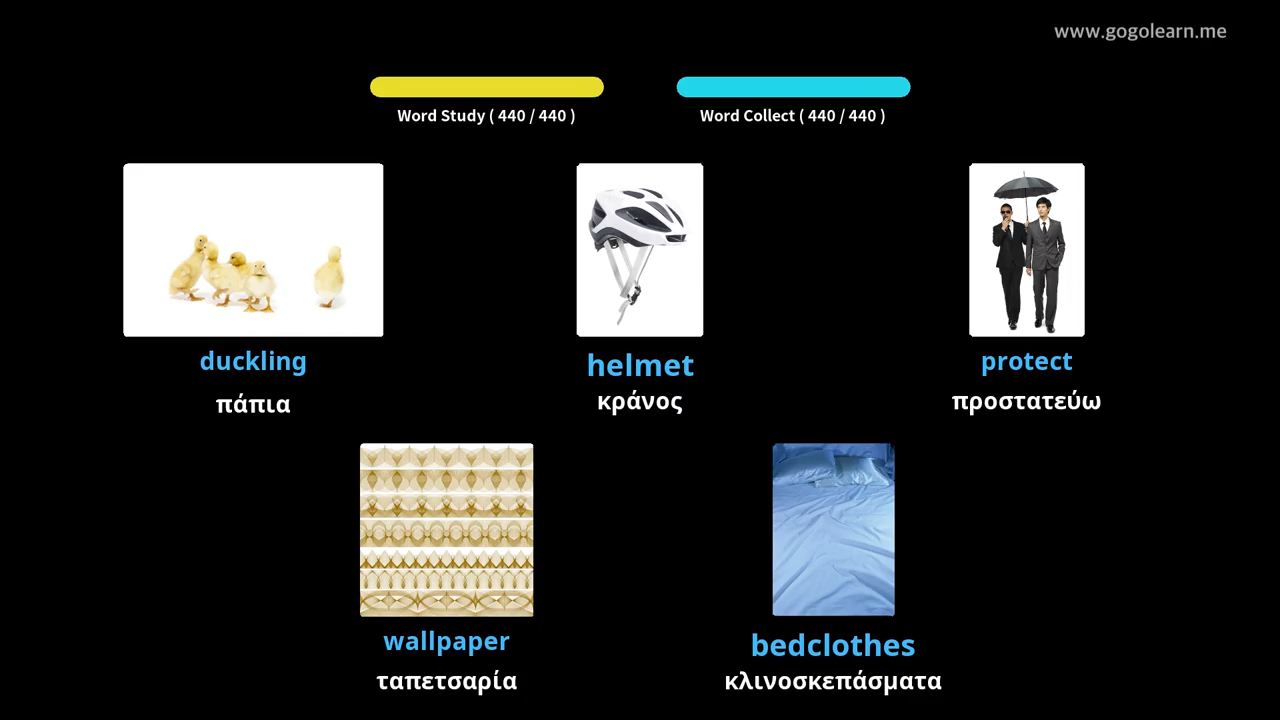 www.gogolearn.me
Word Study ( 440 / 440 )
Word Collect ( 440 / 440 )
duckling
πάπια
helmet
κράνος
protect
προστατεύω
wallpaper
ταπετσαρία
bedclothes
κλινοσκεπάσματα